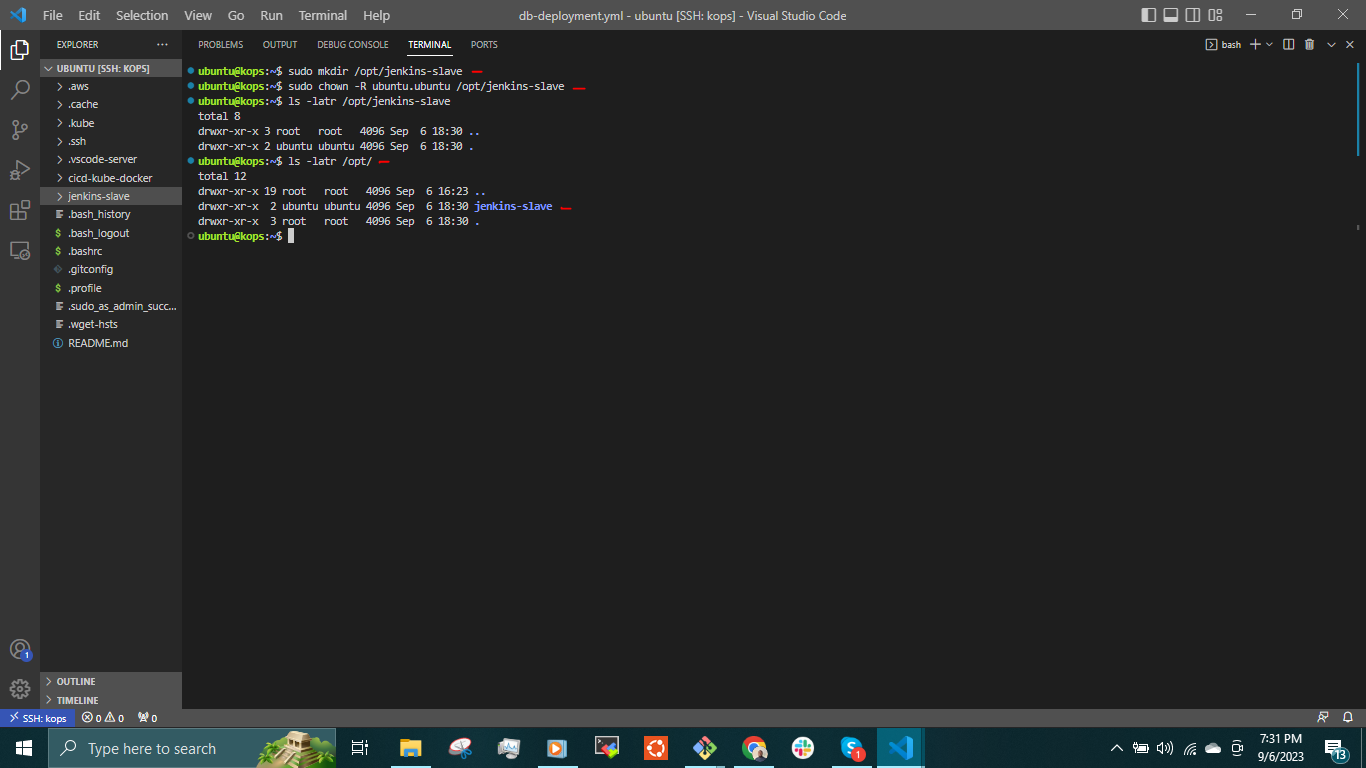 File Edit Selection View Go Run Terminal Help
db-deployment.yml - ubuntu [SSH: kops] - Visual Studio Code
EXPLORER ...
PROBLEMS OUTPUT DEBUG CONSOLE TERMINAL PORTS
bash
UBUNTU [SSH: KOPS]
.aws
.cache
.kube
.ssh
.vscode-server
cicd-kube-docker
jenkins-slave
.bash_history
.bash_logout
.bashrc
.gitconfig
.profile
.sudo_as_admin_succ...
.wget-hsts
README.md
ubuntu@kops:~$ sudo mkdir /opt/jenkins-slave
ubuntu@kops:~$ sudo chown -R ubuntu.ubuntu /opt/jenkins-slave
ubuntu@kops:~$ ls -latr /opt/jenkins-slave
total 8
drwxr-xr-x 3 root   root   4096 Sep  6 18:30 ..
drwxr-xr-x 2 ubuntu ubuntu 4096 Sep  6 18:30 .
ubuntu@kops:~$ ls -latr /opt/
total 12
drwxr-xr-x 19 root   root   4096 Sep  6 16:23 ..
drwxr-xr-x  2 ubuntu ubuntu 4096 Sep  6 18:30 jenkins-slave
drwxr-xr-x  3 root   root   4096 Sep  6 18:30 .
ubuntu@kops:~$
1
OUTLINE
TIMELINE
SSH: kops
0 0
0
Type here to search
1
7:31 PM
9/6/2023
13